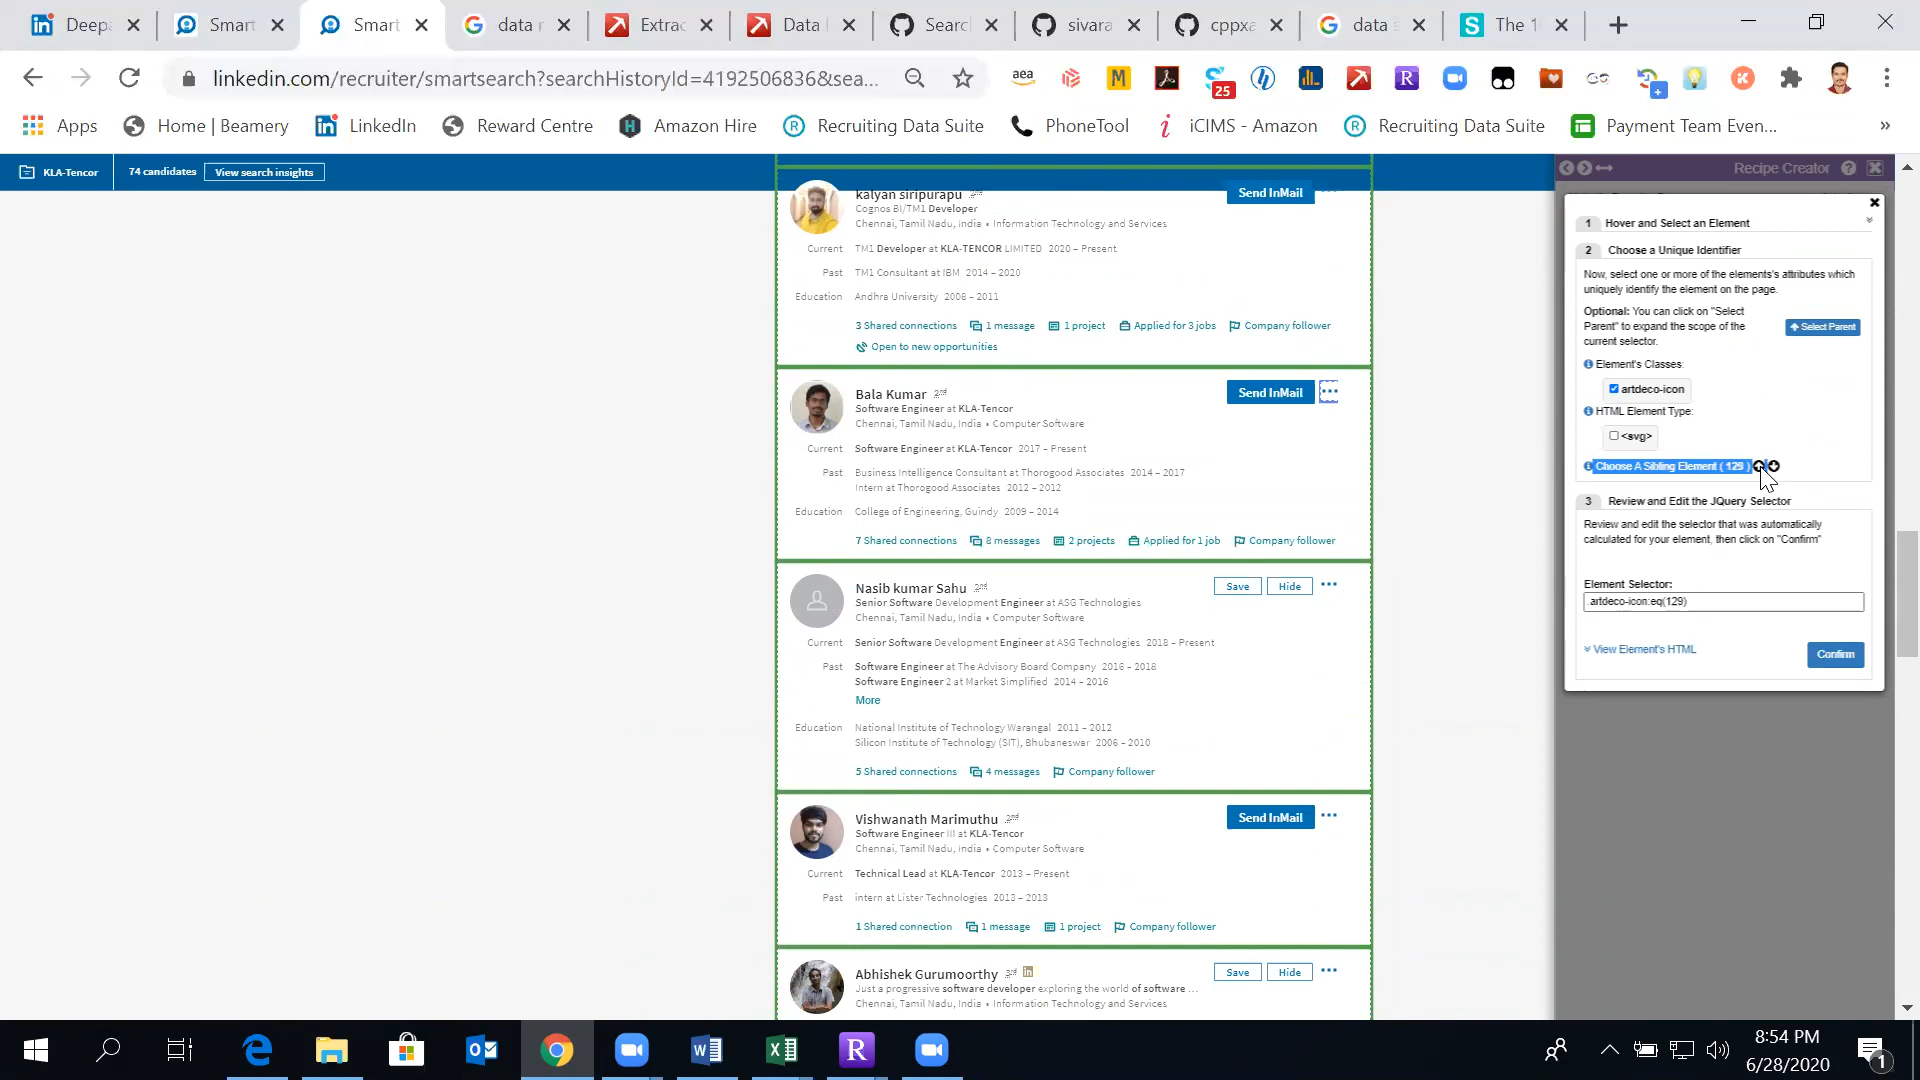 Deepa
Smart
Smart
data r
Extrac
Data
Searc
sivara
cppxa
data s
S The 1
linkedin.com/recruiter/smartsearch?searchHistoryId=4192506836&sea...
aea
M
25
R
K
Apps
Home | Beamery
LinkedIn
Reward Centre
Amazon Hire
Recruiting Data Suite
PhoneTool
iCIMS - Amazon
Recruiting Data Suite
Payment Team Even...
»
KLA-Tencor
74 candidates
View search insights
Recipe Creator
kalyan siripurapu 2nd
Send InMail
Cognos BI/TM1 Developer
Chennai, Tamil Nadu, India • Information Technology and Services
Current TM1 Developer at KLA-TENCOR LIMITED 2020 – Present
Past TM1 Consultant at IBM 2014 – 2020
Education Andhra University 2008 – 2011
3 Shared connections 1 message 1 project Applied for 3 jobs Company follower
Open to new opportunities
Bala Kumar 2nd
Send InMail
Software Engineer at KLA-Tencor
Chennai, Tamil Nadu, India • Computer Software
Current Software Engineer at KLA-Tencor 2017 – Present
Past Business Intelligence Consultant at Thorogood Associates 2014 – 2017
Intern at Thorogood Associates 2012 – 2012
Education College of Engineering, Guindy 2009 – 2014
7 Shared connections 8 messages 2 projects Applied for 1 job Company follower
Nasib kumar Sahu 2nd
Save Hide
Senior Software Development Engineer at ASG Technologies
Chennai, Tamil Nadu, India • Computer Software
Current Senior Software Development Engineer at ASG Technologies 2018 – Present
Past Software Engineer at The Advisory Board Company 2016 – 2018
Software Engineer 2 at Market Simplified 2014 – 2016
More
Education National Institute of Technology Warangal 2011 – 2012
Silicon Institute of Technology (SIT), Bhubaneswar 2006 – 2010
5 Shared connections 4 messages Company follower
Vishwanath Marimuthu 2nd
Send InMail
Software Engineer III at KLA-Tencor
Chennai, Tamil Nadu, India • Computer Software
Current Technical Lead at KLA-Tencor 2013 – Present
Past intern at Lister Technologies 2013 – 2013
1 Shared connection 1 message 1 project Company follower
Abhishek Gurumoorthy 3rd
Save Hide
Just a progressive software developer exploring the world of software ...
Chennai, Tamil Nadu, India • Information Technology and Services
1 Hover and Select an Element
2 Choose a Unique Identifier
Now, select one or more of the elements's attributes which
uniquely identify the element on the page.
Optional: You can click on "Select
Parent" to expand the scope of the
current selector.
Select Parent
Element's Classes:
artdeco-icon
HTML Element Type:
<svg>
Choose A Sibling Element ( 129 )
3 Review and Edit the JQuery Selector
Review and edit the selector that was automatically
calculated for your element, then click on "Confirm"
Element Selector:
.artdeco-icon:eq(129)
View Element's HTML
Confirm
8:54 PM
6/28/2020
1